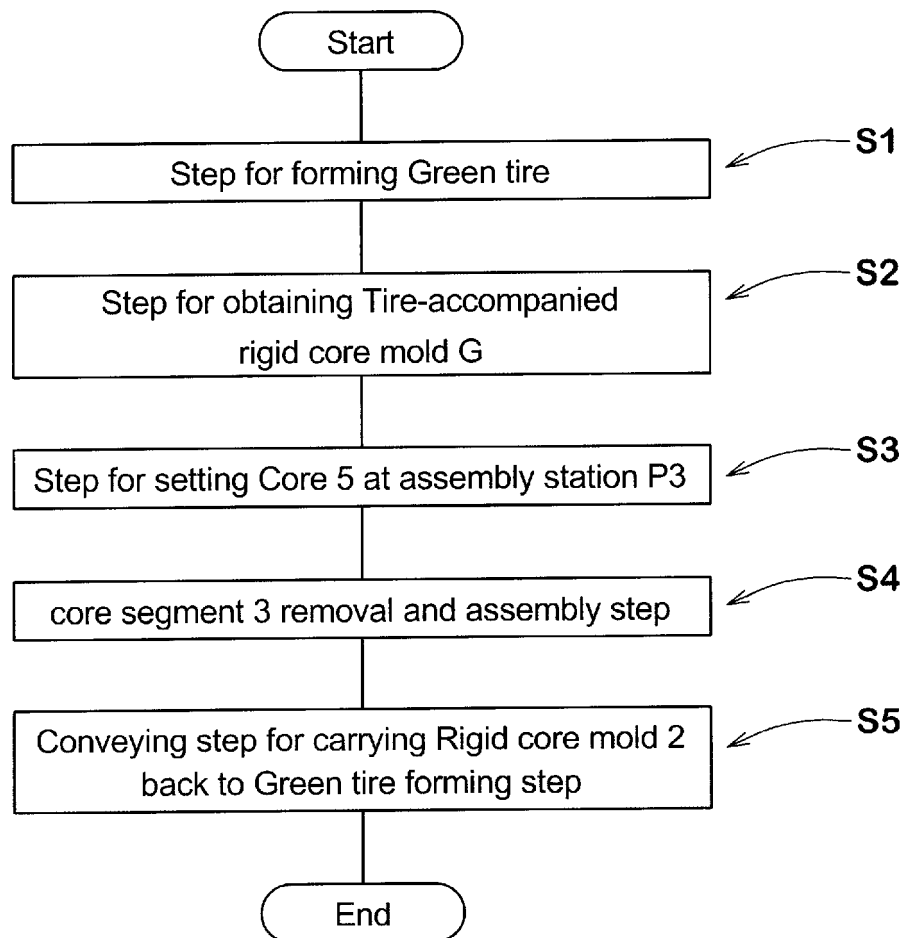 Start
Step for forming Green tire
S1
Step for obtaining Tire-accompanied
rigid core mold G
S2
Step for setting Core 5 at assembly station P3
S3
core segment 3 removal and assembly step
S4
Conveying step for carrying Rigid core mold 2
back to Green tire forming step
S5
End